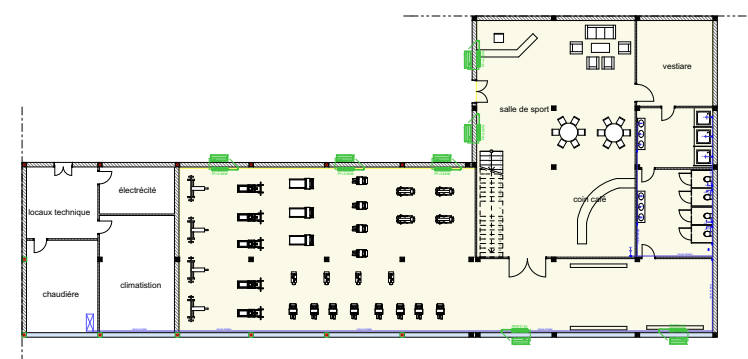 vestiare
salle de sport
électrécité
locaux technique
coin café
chaudière
climatistion